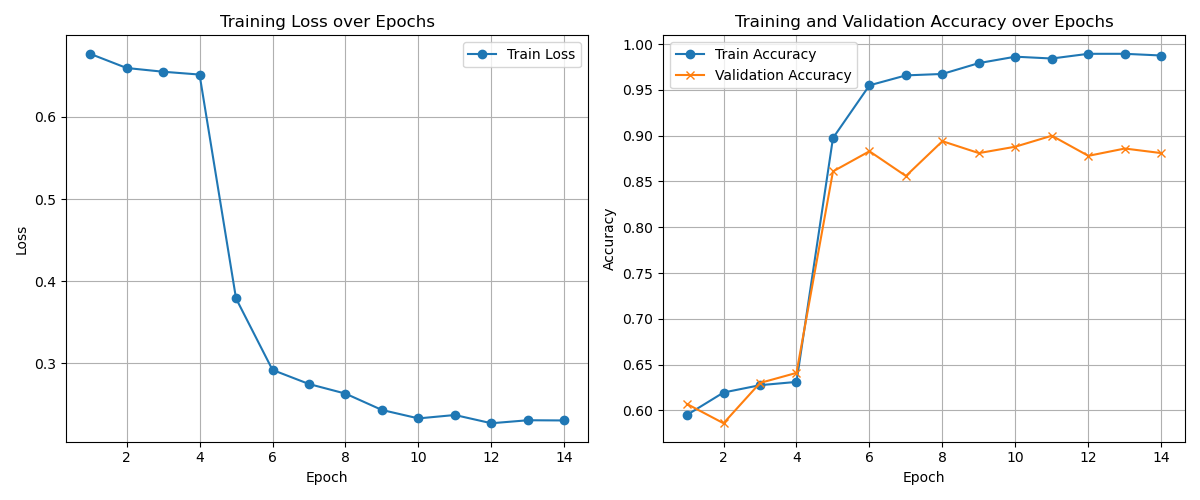 Training Loss over Epochs
Train Loss
0.6
0.5
0.4
0.3
Loss
2 4 6 8 10 12 14
Epoch
Training and Validation Accuracy over Epochs
Train Accuracy
Validation Accuracy
1.00
0.95
0.90
0.85
0.80
0.75
0.70
0.65
0.60
Accuracy
2 4 6 8 10 12 14
Epoch